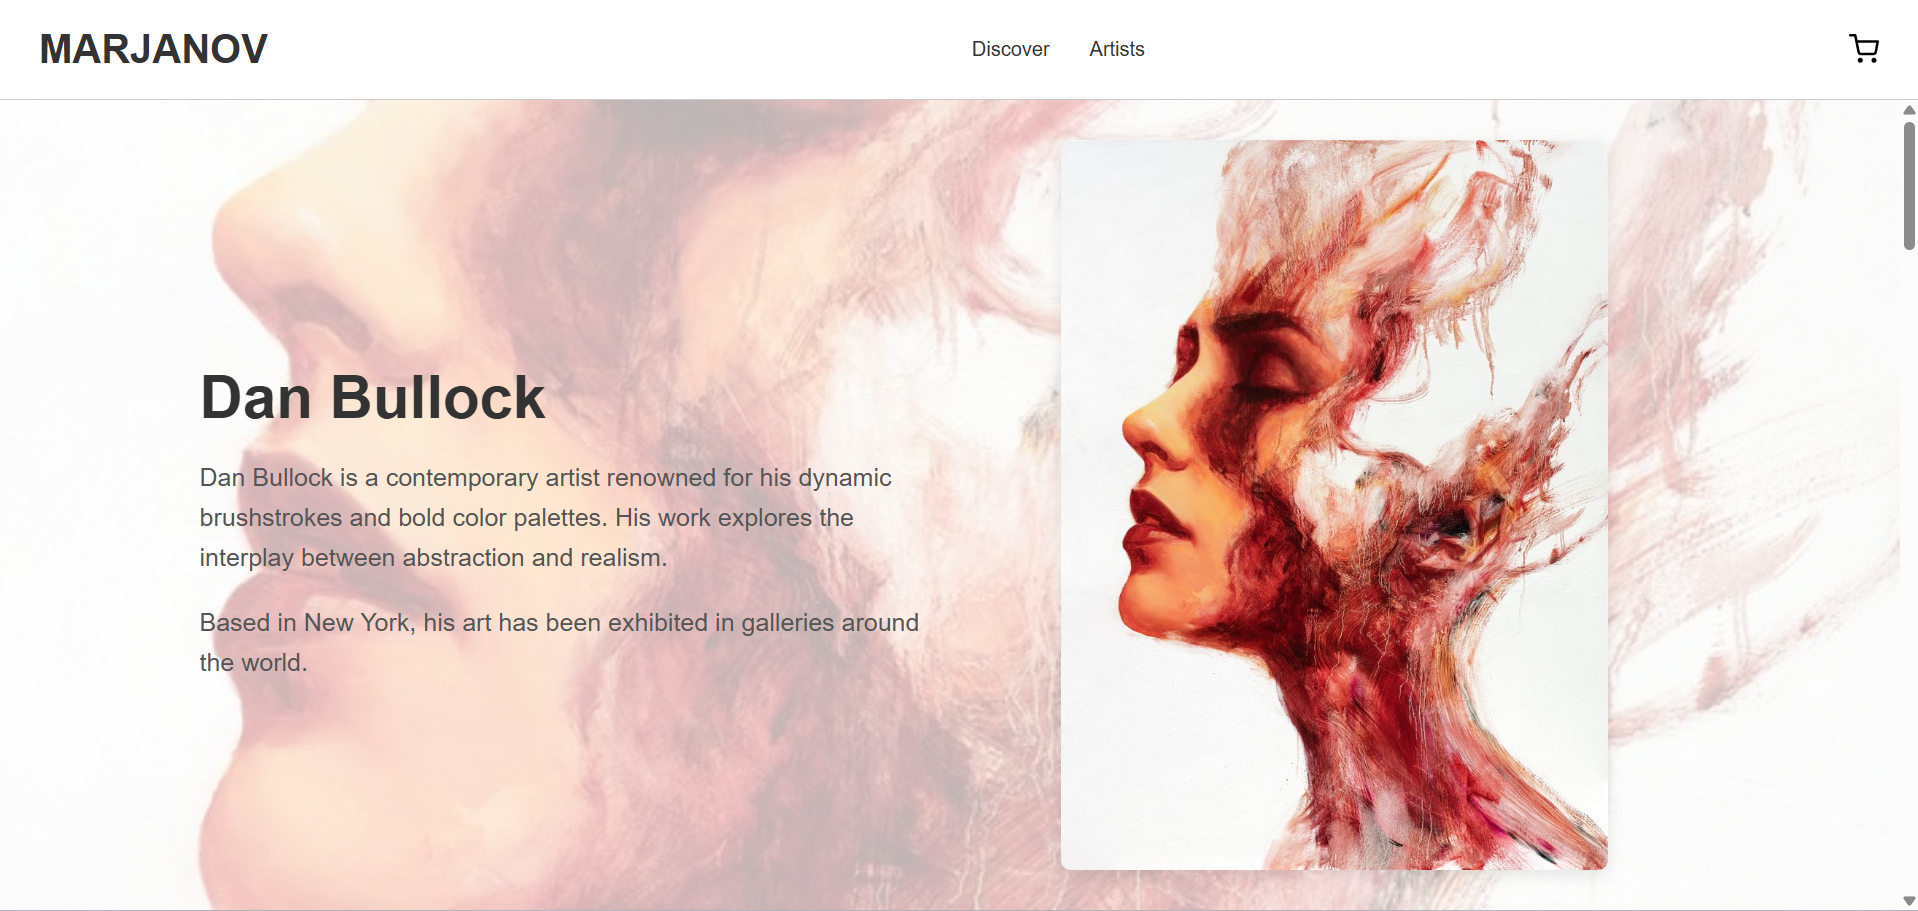 MARJANOV
Discover
Artists
Dan Bullock
Dan Bullock is a contemporary artist renowned for his dynamic
brushstrokes and bold color palettes. His work explores the
interplay between abstraction and realism.
Based in New York, his art has been exhibited in galleries around
the world.